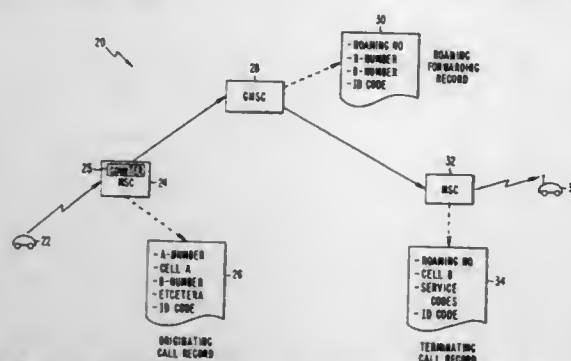 30
20
- ROAMING NO
- A-NUMBER
- B-NUMBER
- ID CODE
ROAMING
FORWARDING
RECORD
28
GMSC
25
MSC
24
22
32
MSC
- A-NUMBER
- CELL A
- B-NUMBER
- ETCETERA
- ID CODE
26
ORIGINATING
CALL RECORD
- ROAMING NO
- CELL B
- SERVICE
CODES
- ID CODE
34
TERMINATING
CALL RECORD